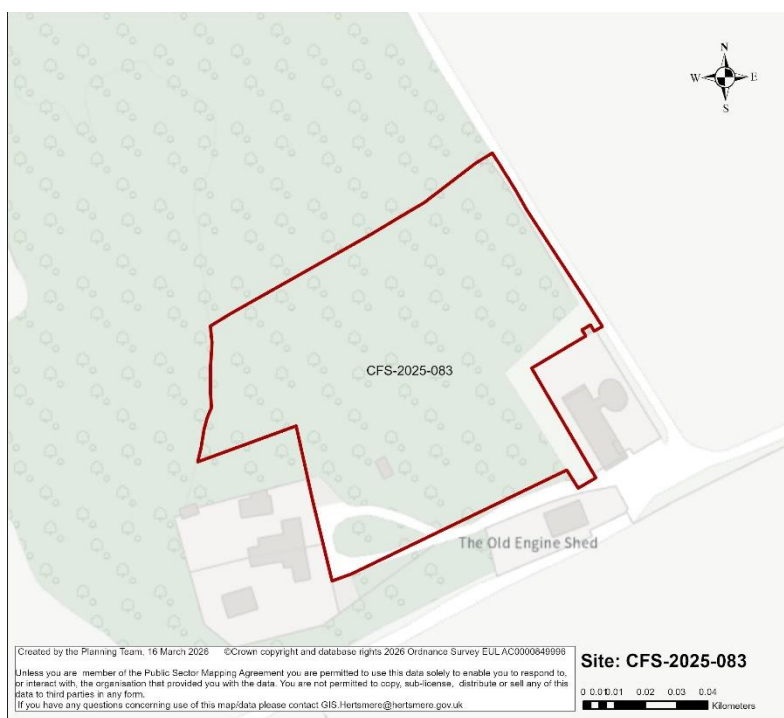 N
W E
S
CFS-2025-083
The Old Engine Shed
Created by the Planning Team, 16 March 2026 ©Crown copyright and database rights 2026 Ordnance Survey EUL AC0000849996
Unless you are member of the Public Sector Mapping Agreement you are permitted to use this data solely to enable you to respond to,
or interact with, the organisation that provided you with the data. You are not permitted to copy, sub-license, distribute or sell any of this
data to third parties in any form.
If you have any questions concerning use of this map/data please contact GIS.Hertsmere@hertsmere.gov.uk
Site: CFS-2025-083
0 0.010.01 0.02 0.03 0.04
Kilometers